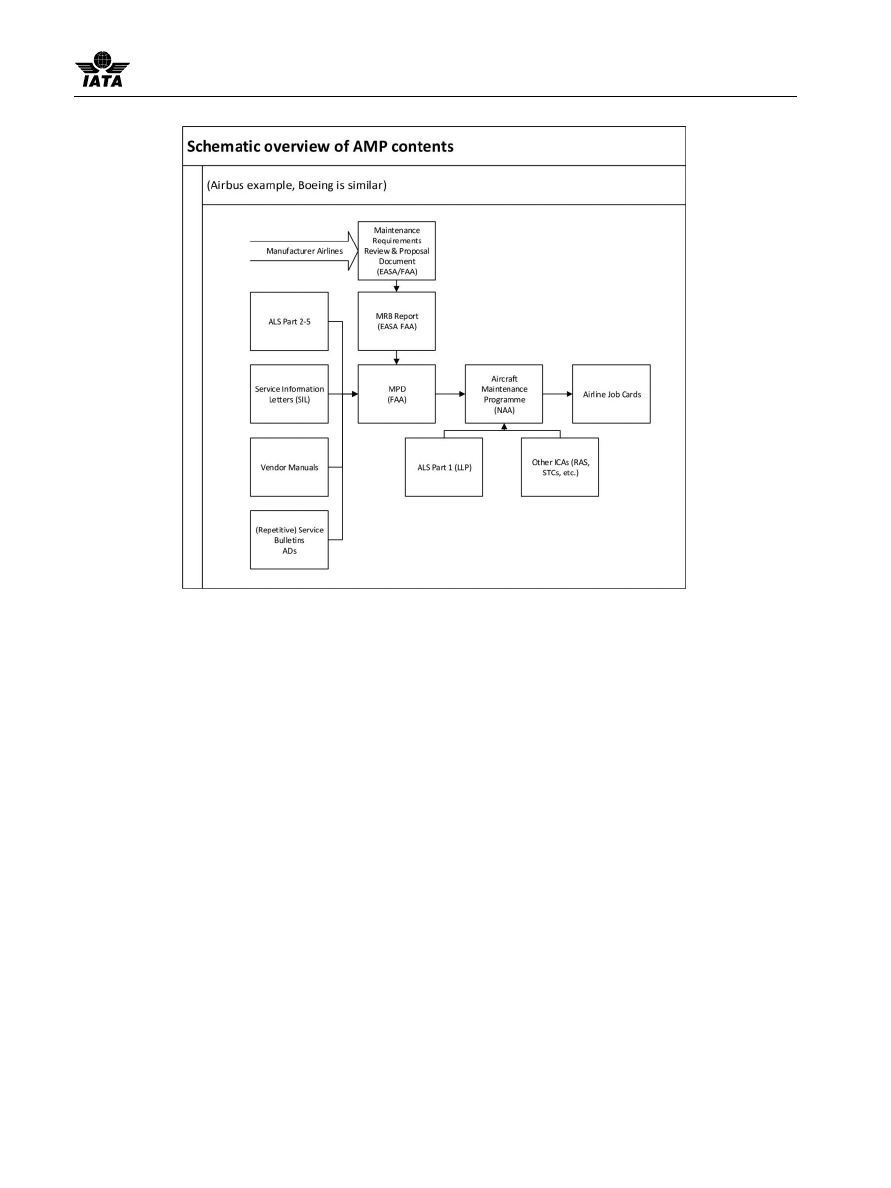 IATA
Schematic overview of AMP contents
(Airbus example, Boeing is similar)
Manufacturer Airlines
Maintenance
Requirements
Review & Proposal
Document
(EASA/FAA)
ALS Part 2-5
MRB Report
(EASA FAA)
Service Information
Letters (SIL)
MPD
(FAA)
Aircraft
Maintenance
Programme
(NAA)
Airline Job Cards
Vendor Manuals
ALS Part 1 (LLP)
Other ICAs (RAS,
STCs, etc.)
(Repetitive) Service
Bulletins
ADs